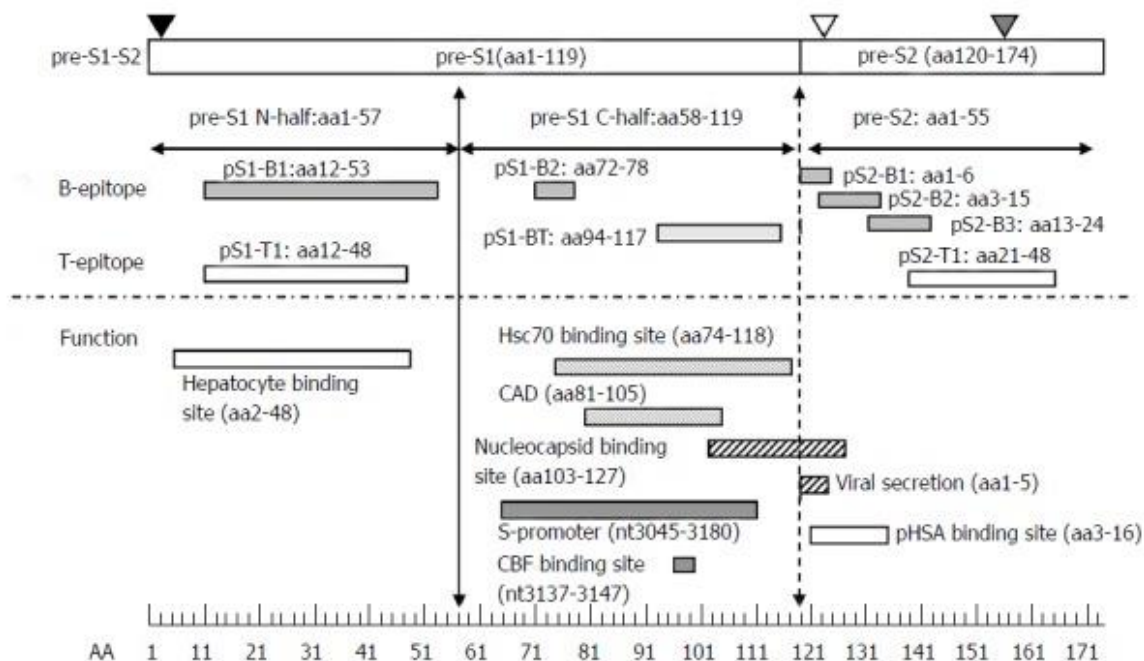 pre-S1-S2
pre-S1(aa1-119)
pre-S2 (aa120-174)
pre-S1 N-half:aa1-57
pre-S1 C-half:aa58-119
pre-S2: aa1-55
B-epitope
pS1-B1:aa12-53
pS1-B2: aa72-78
pS2-B1: aa1-6
pS2-B2: aa3-15
pS2-B3: aa13-24
pS1-BT: aa94-117
T-epitope
pS1-T1: aa12-48
pS2-T1: aa21-48
Function
Hepatocyte binding
site (aa2-48)
Hsc70 binding site (aa74-118)
CAD (aa81-105)
Nucleocapsid binding
site (aa103-127)
Viral secretion (aa1-5)
S-promoter (nt3045-3180)
pHSA binding site (aa3-16)
CBF binding site
(nt3137-3147)
AA 1 11 21 31 41 51 61 71 81 91 101 111 121 131 141 151 161 171